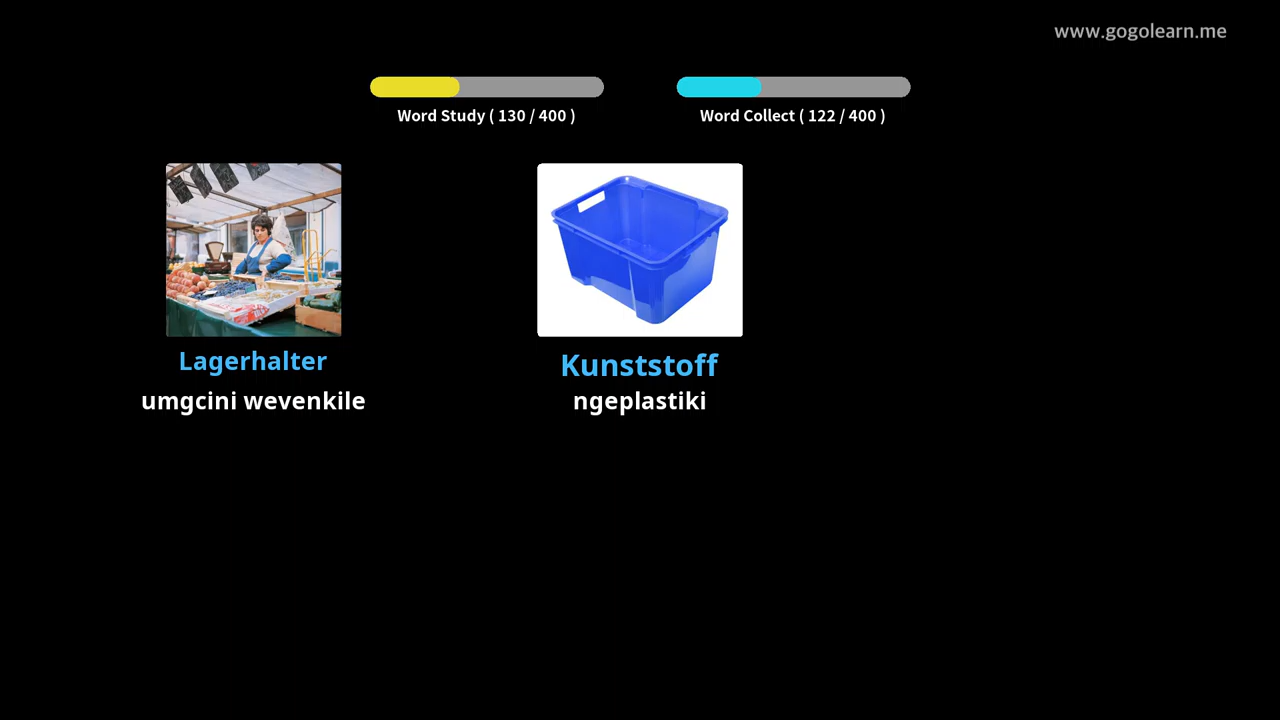 www.gogolearn.me
Word Study ( 130 / 400 )
Word Collect ( 122 / 400 )
Lagerhalter
umgcini wevenkile
Kunststoff
ngeplastiki